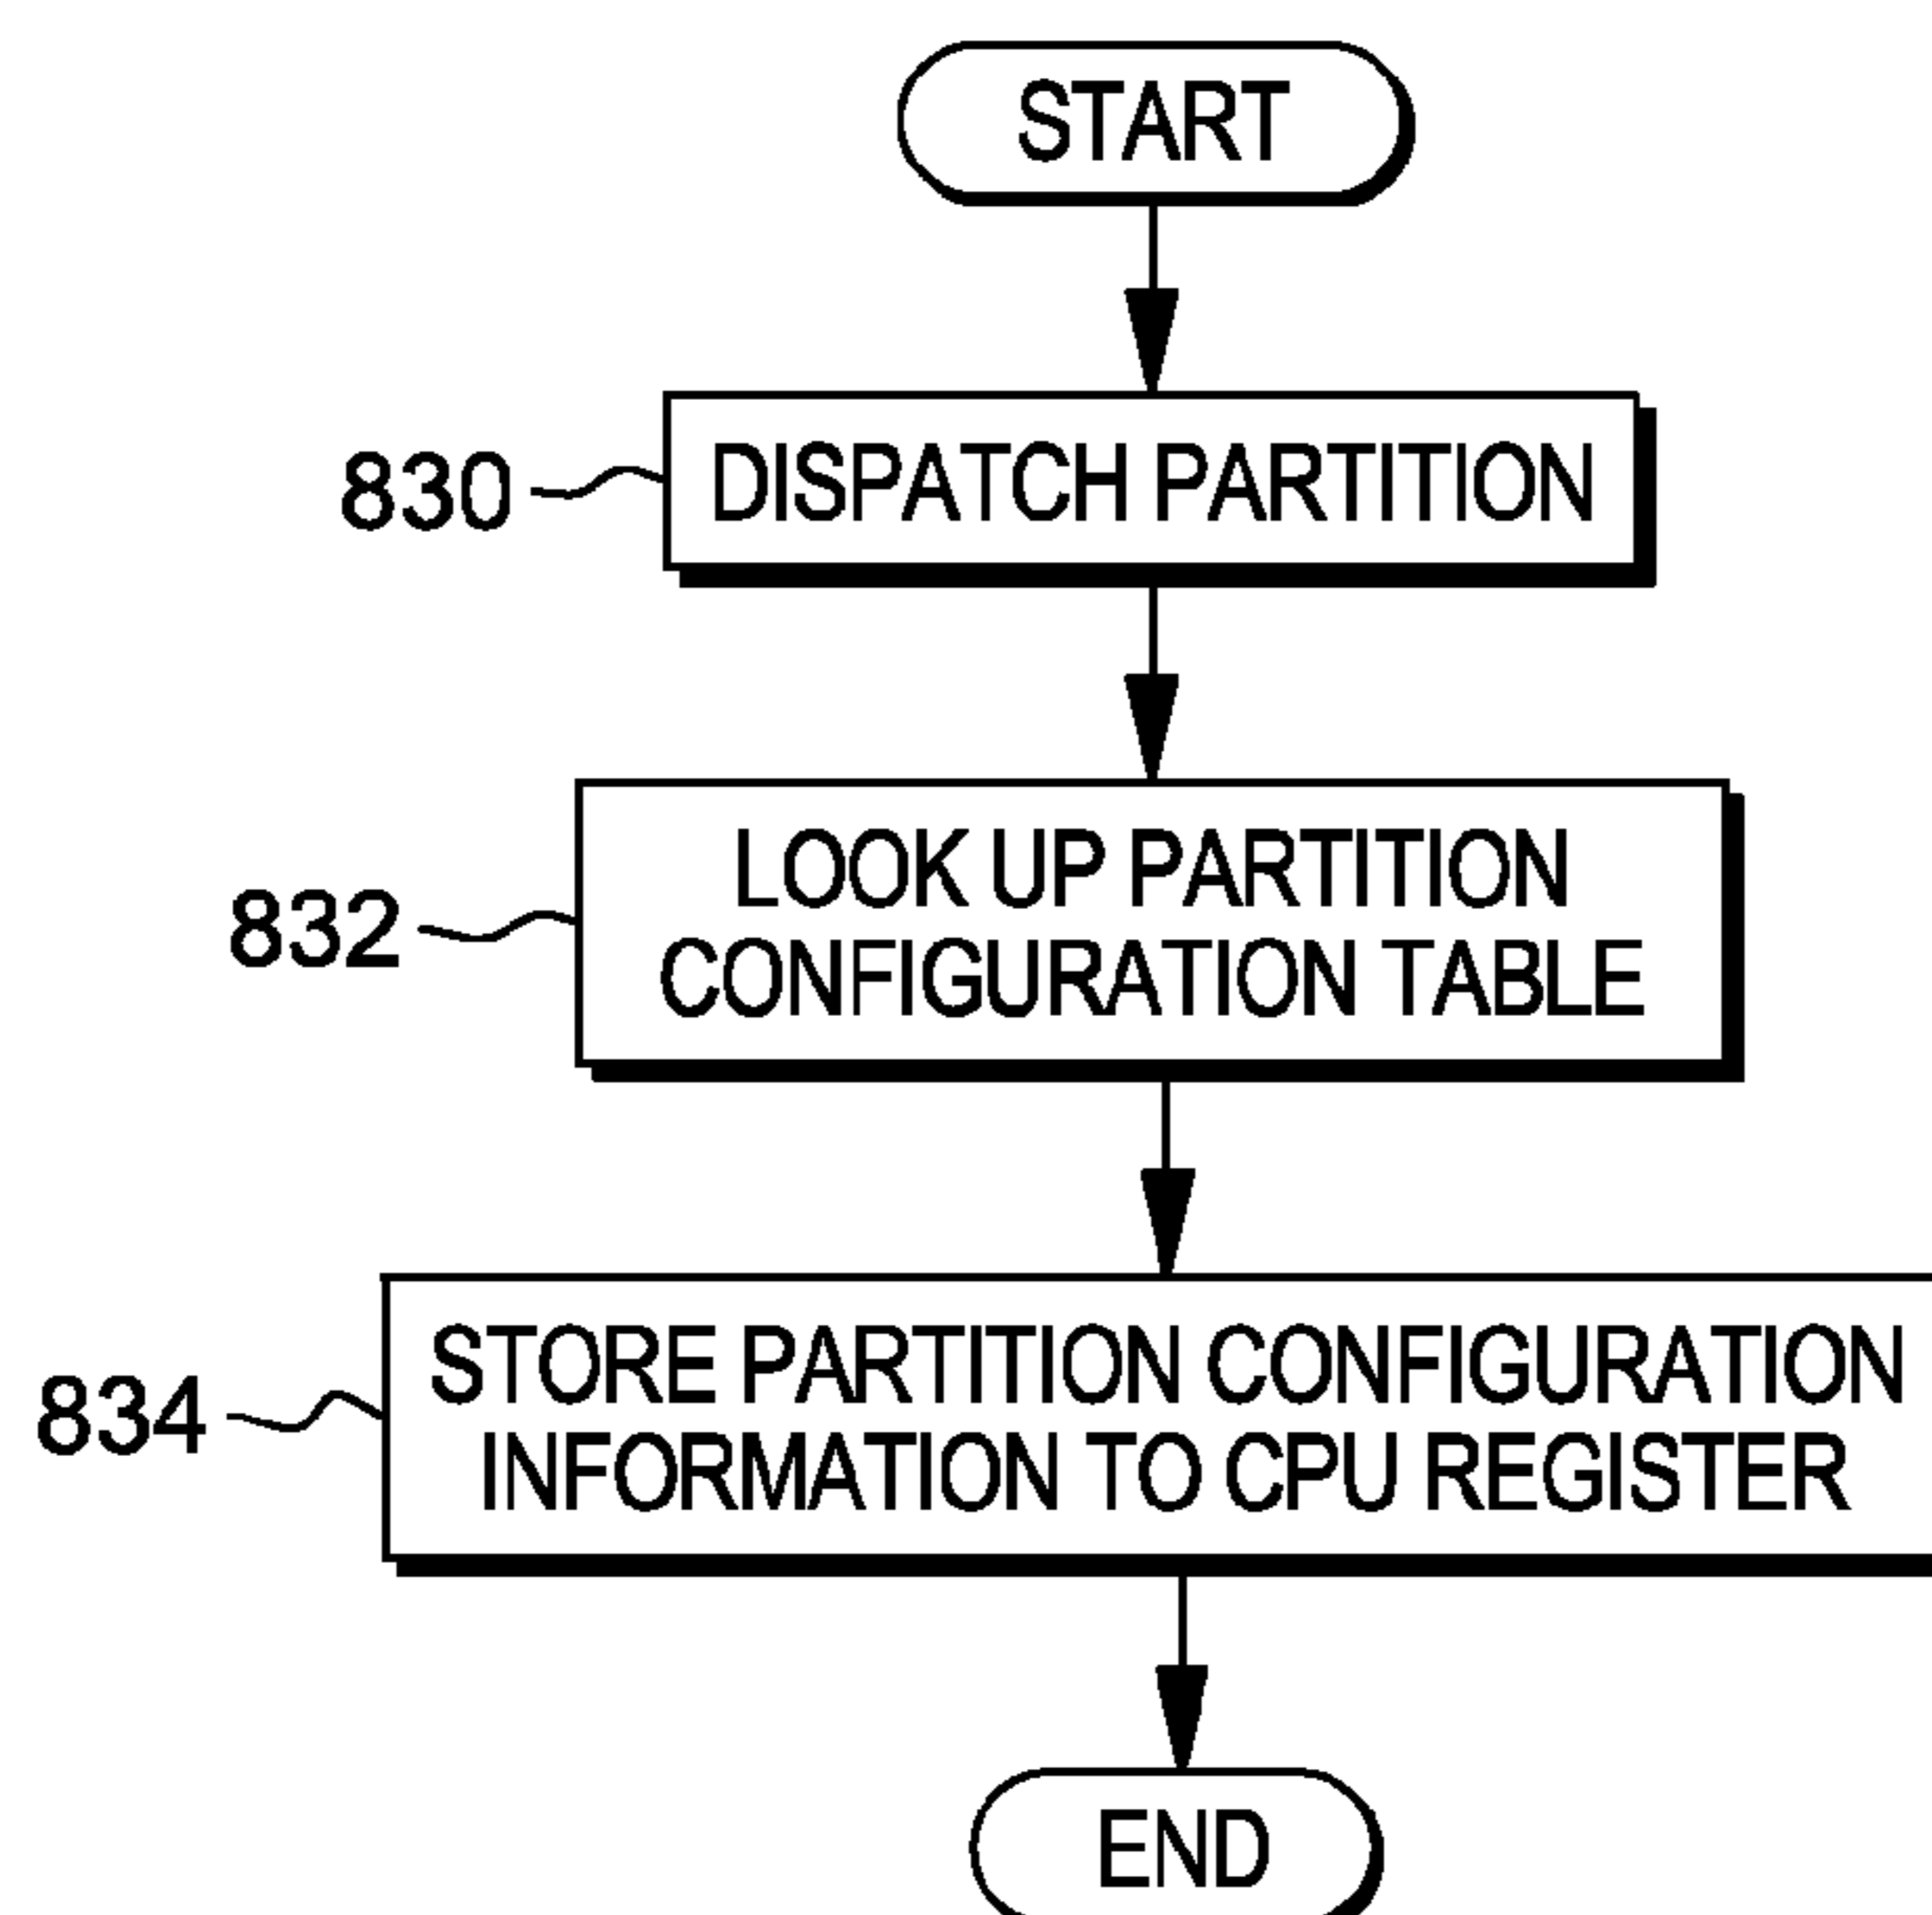 START
830
DISPATCH PARTITION
832
LOOK UP PARTITION
CONFIGURATION TABLE
834
STORE PARTITION CONFIGURATION
INFORMATION TO CPU REGISTER
END